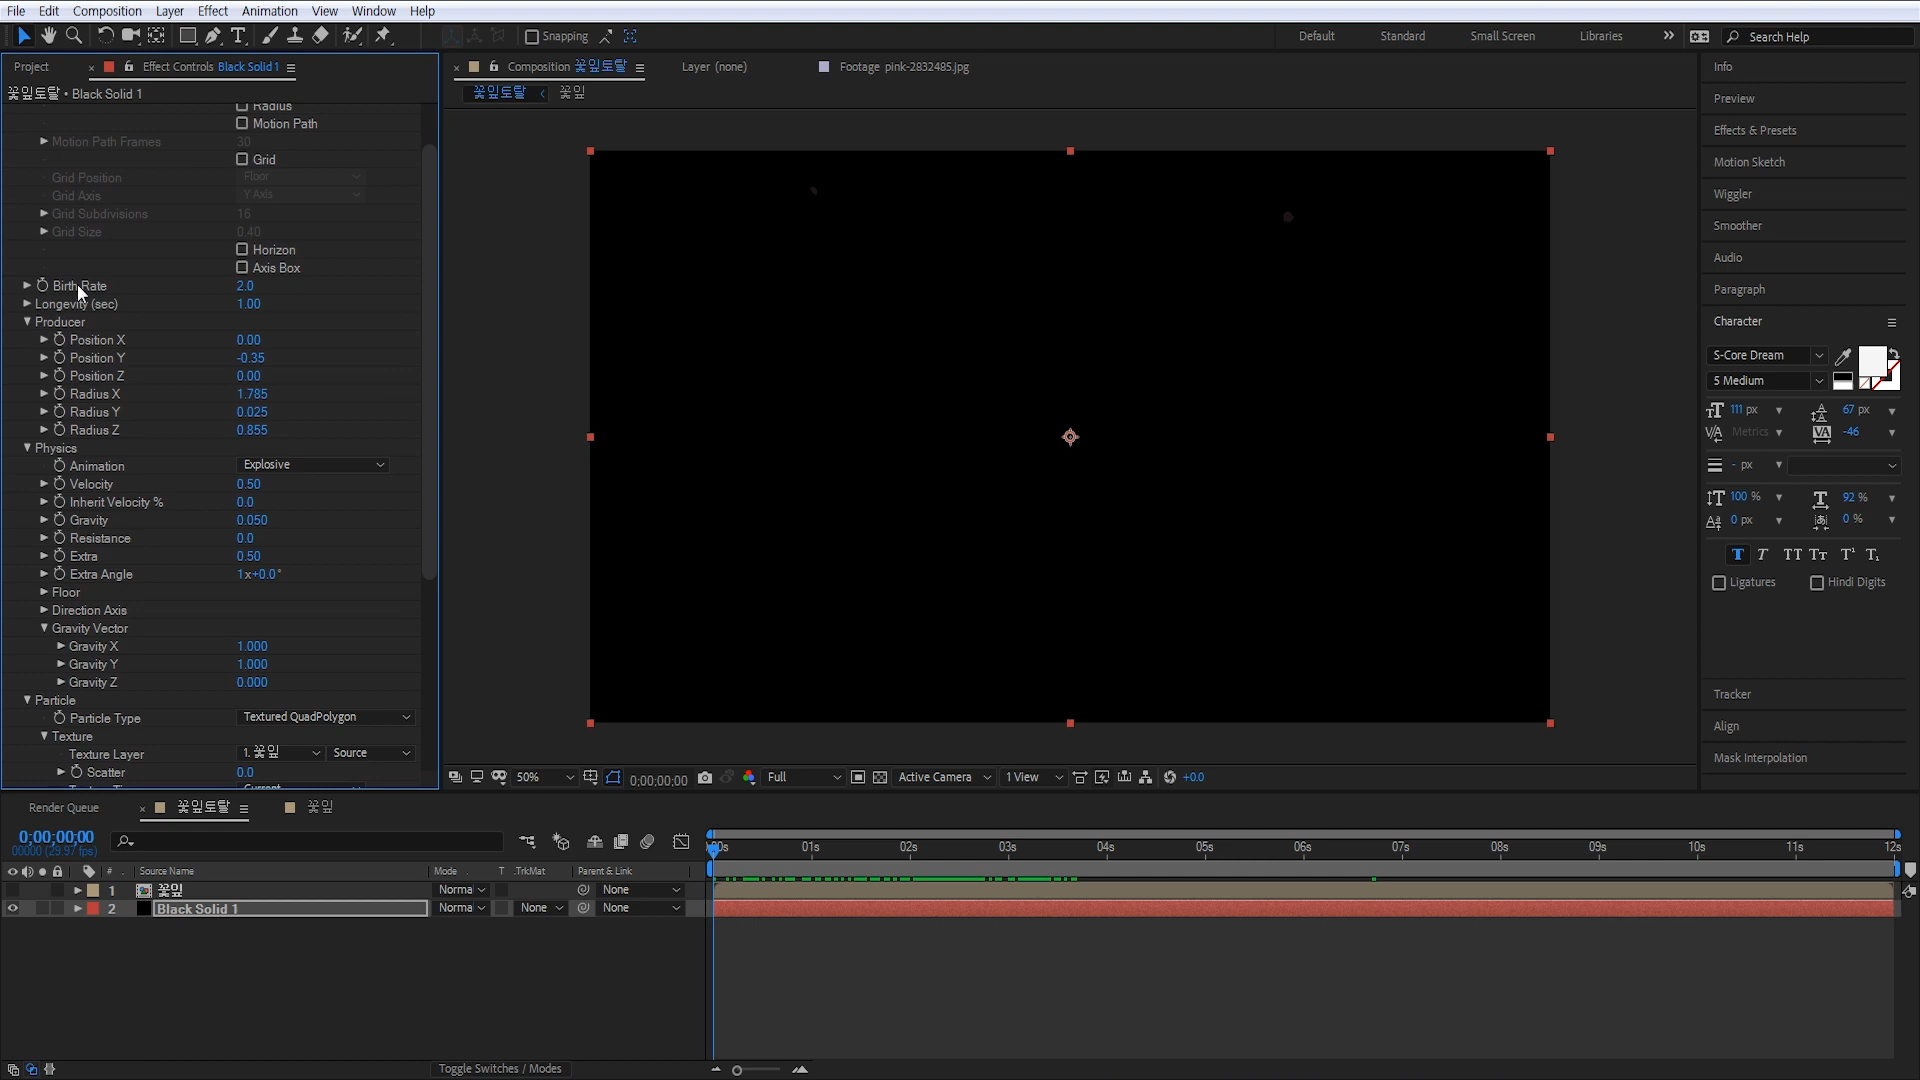 File Edit Composition Layer Effect Animation View Window Help
Snapping Default Standard Small Screen Libraries Search Help
Project Effect Controls Black Solid 1 Composition 꽃잎토탈 Layer (none) Footage pink-2832485.jpg Info
꽃잎토탈 • Black Solid 1 꽃잎토탈 꽃잎
Radius
Motion Path
Motion Path Frames 30
Grid
Grid Position Floor
Grid Axis Y Axis
Grid Subdivisions 16
Grid Size 0.40
Horizon
Axis Box
Birth Rate 2.0
Longevity (sec) 1.00
Producer
Position X 0.00
Position Y -0.35
Position Z 0.00
Radius X 1.785
Radius Y 0.025
Radius Z 0.855
Physics
Animation Explosive
Velocity 0.50
Inherit Velocity % 0.0
Gravity 0.050
Resistance 0.0
Extra 0.50
Extra Angle 1x+0.0°
Floor
Direction Axis
Gravity Vector
Gravity X 1.000
Gravity Y 1.000
Gravity Z 0.000
Particle
Particle Type Textured QuadPolygon
Texture
Texture Layer 1. 꽃잎 Source
Scatter 0.0
Current
50% 0;00;00;00 Full Active Camera 1 View +0.0
Preview
Effects & Presets
Motion Sketch
Wiggler
Smoother
Audio
Paragraph
Character
S-Core Dream
5 Medium
111 px 67 px
Metrics -46
- px
100 % 92 %
0 px 0 %
T T TT Tt T¹ T₁
Ligatures Hindi Digits
Tracker
Align
Mask Interpolation
Render Queue 꽃잎토탈 꽃잎
0;00;00;00
00000 (29.97 fps)
01s 02s 03s 04s 05s 06s 07s 08s 09s 10s 11s 12s
# Source Name Mode T .TrkMat Parent & Link
1 꽃잎 Norma None
2 Black Solid 1 Norma None None
Toggle Switches / Modes